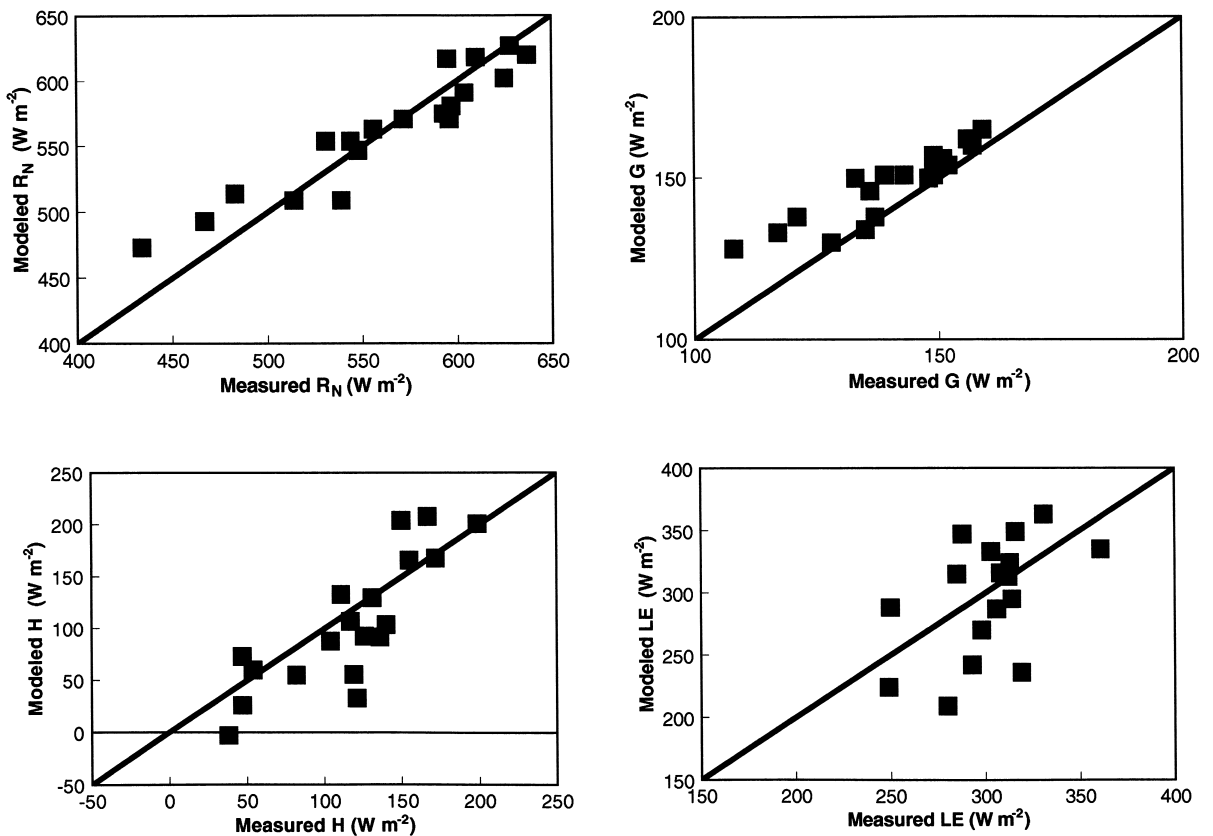 650
600
550
500
450
400
Modeled R_N (W m⁻²)
400 450 500 550 600 650
Measured R_N (W m⁻²)
200
150
100
Modeled G (W m⁻²)
100 150 200
Measured G (W m⁻²)
250
200
150
100
50
0
-50
Modeled H (W m⁻²)
-50 0 50 100 150 200 250
Measured H (W m⁻²)
400
350
300
250
200
150
Modeled LE (W m⁻²)
150 200 250 300 350 400
Measured LE (W m⁻²)